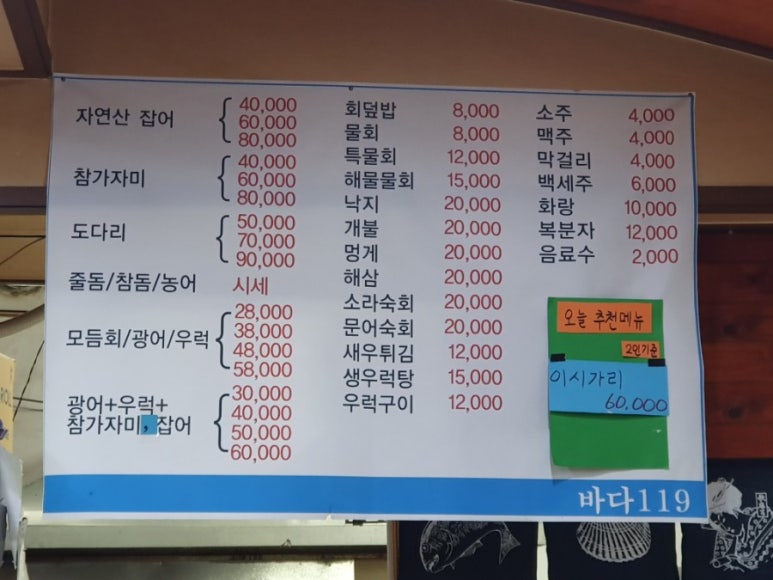 자연산 잡어 { 40,000
60,000
80,000
참가자미 { 40,000
60,000
80,000
도다리 { 50,000
70,000
90,000
줄돔/참돔/농어 시세
모듬회/광어/우럭 { 28,000
38,000
48,000
58,000
광어+우럭+
참가자미,잡어 { 30,000
40,000
50,000
60,000
회덮밥 8,000
물회 8,000
특물회 12,000
해물물회 15,000
낙지 20,000
개불 20,000
멍게 20,000
해삼 20,000
소라숙회 20,000
문어숙회 20,000
새우튀김 12,000
생우럭탕 15,000
우럭구이 12,000
소주 4,000
맥주 4,000
막걸리 4,000
백세주 6,000
화랑 10,000
복분자 12,000
음료수 2,000
오늘 추천메뉴
2인기준
이시가리
60.000
바다119